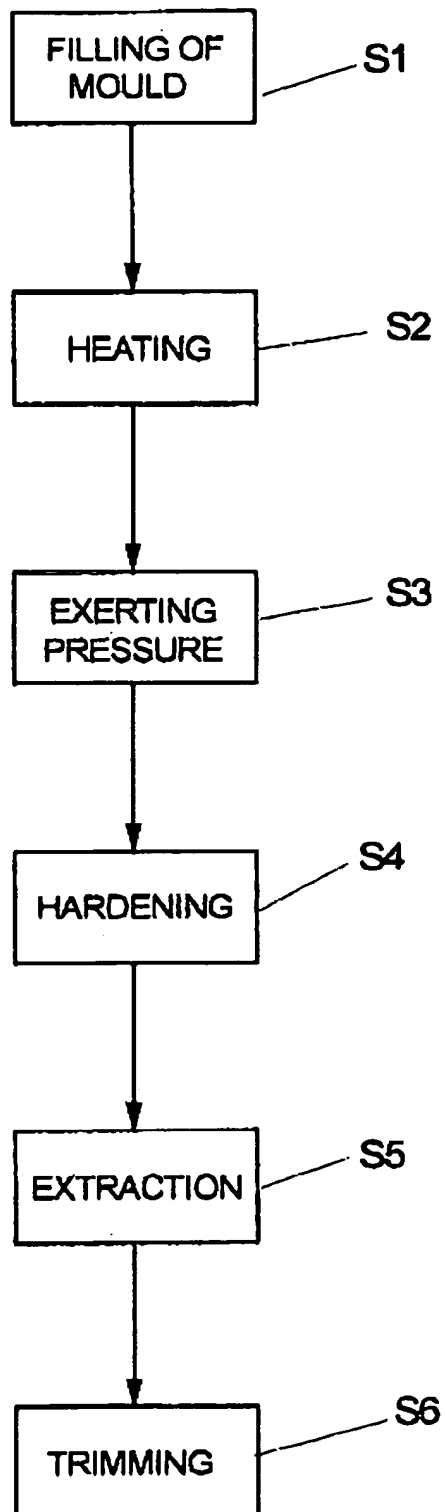 FILLING OF
MOULD
S1
HEATING
S2
EXERTING
PRESSURE
S3
HARDENING
S4
EXTRACTION
S5
TRIMMING
S6